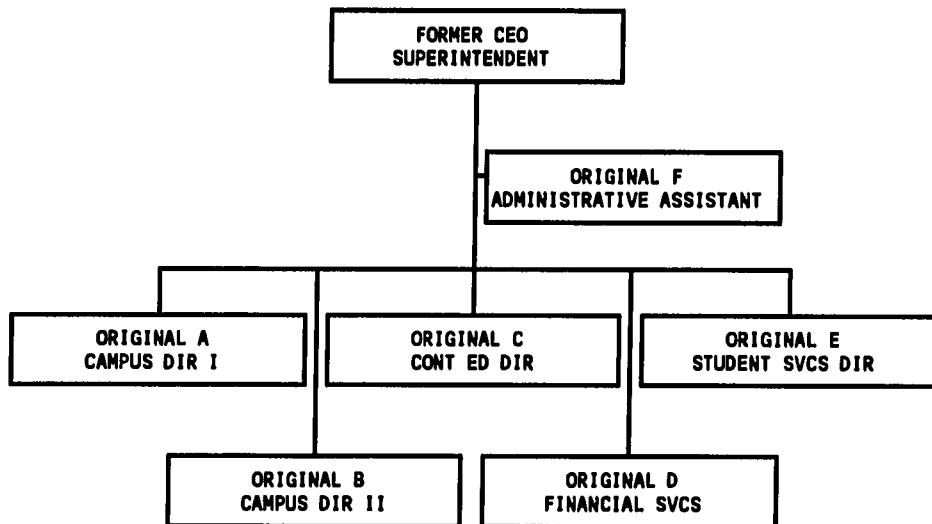 FORMER CEO
SUPERINTENDENT
ORIGINAL F
ADMINISTRATIVE ASSISTANT
ORIGINAL A
CAMPUS DIR I
ORIGINAL C
CONT ED DIR
ORIGINAL E
STUDENT SVCS DIR
ORIGINAL B
CAMPUS DIR II
ORIGINAL D
FINANCIAL SVCS